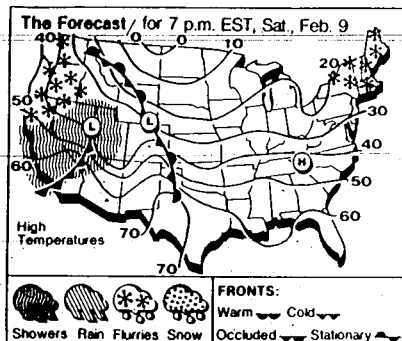 The Forecast / for 7 p.m. EST, Sat., Feb. 9
40 0 0 10
20
50
30
L
L
40
H
60
50
60
High
Temperatures
70
70
FRONTS:
Warm Cold
Showers Rain Flurries Snow
Occluded Stationary